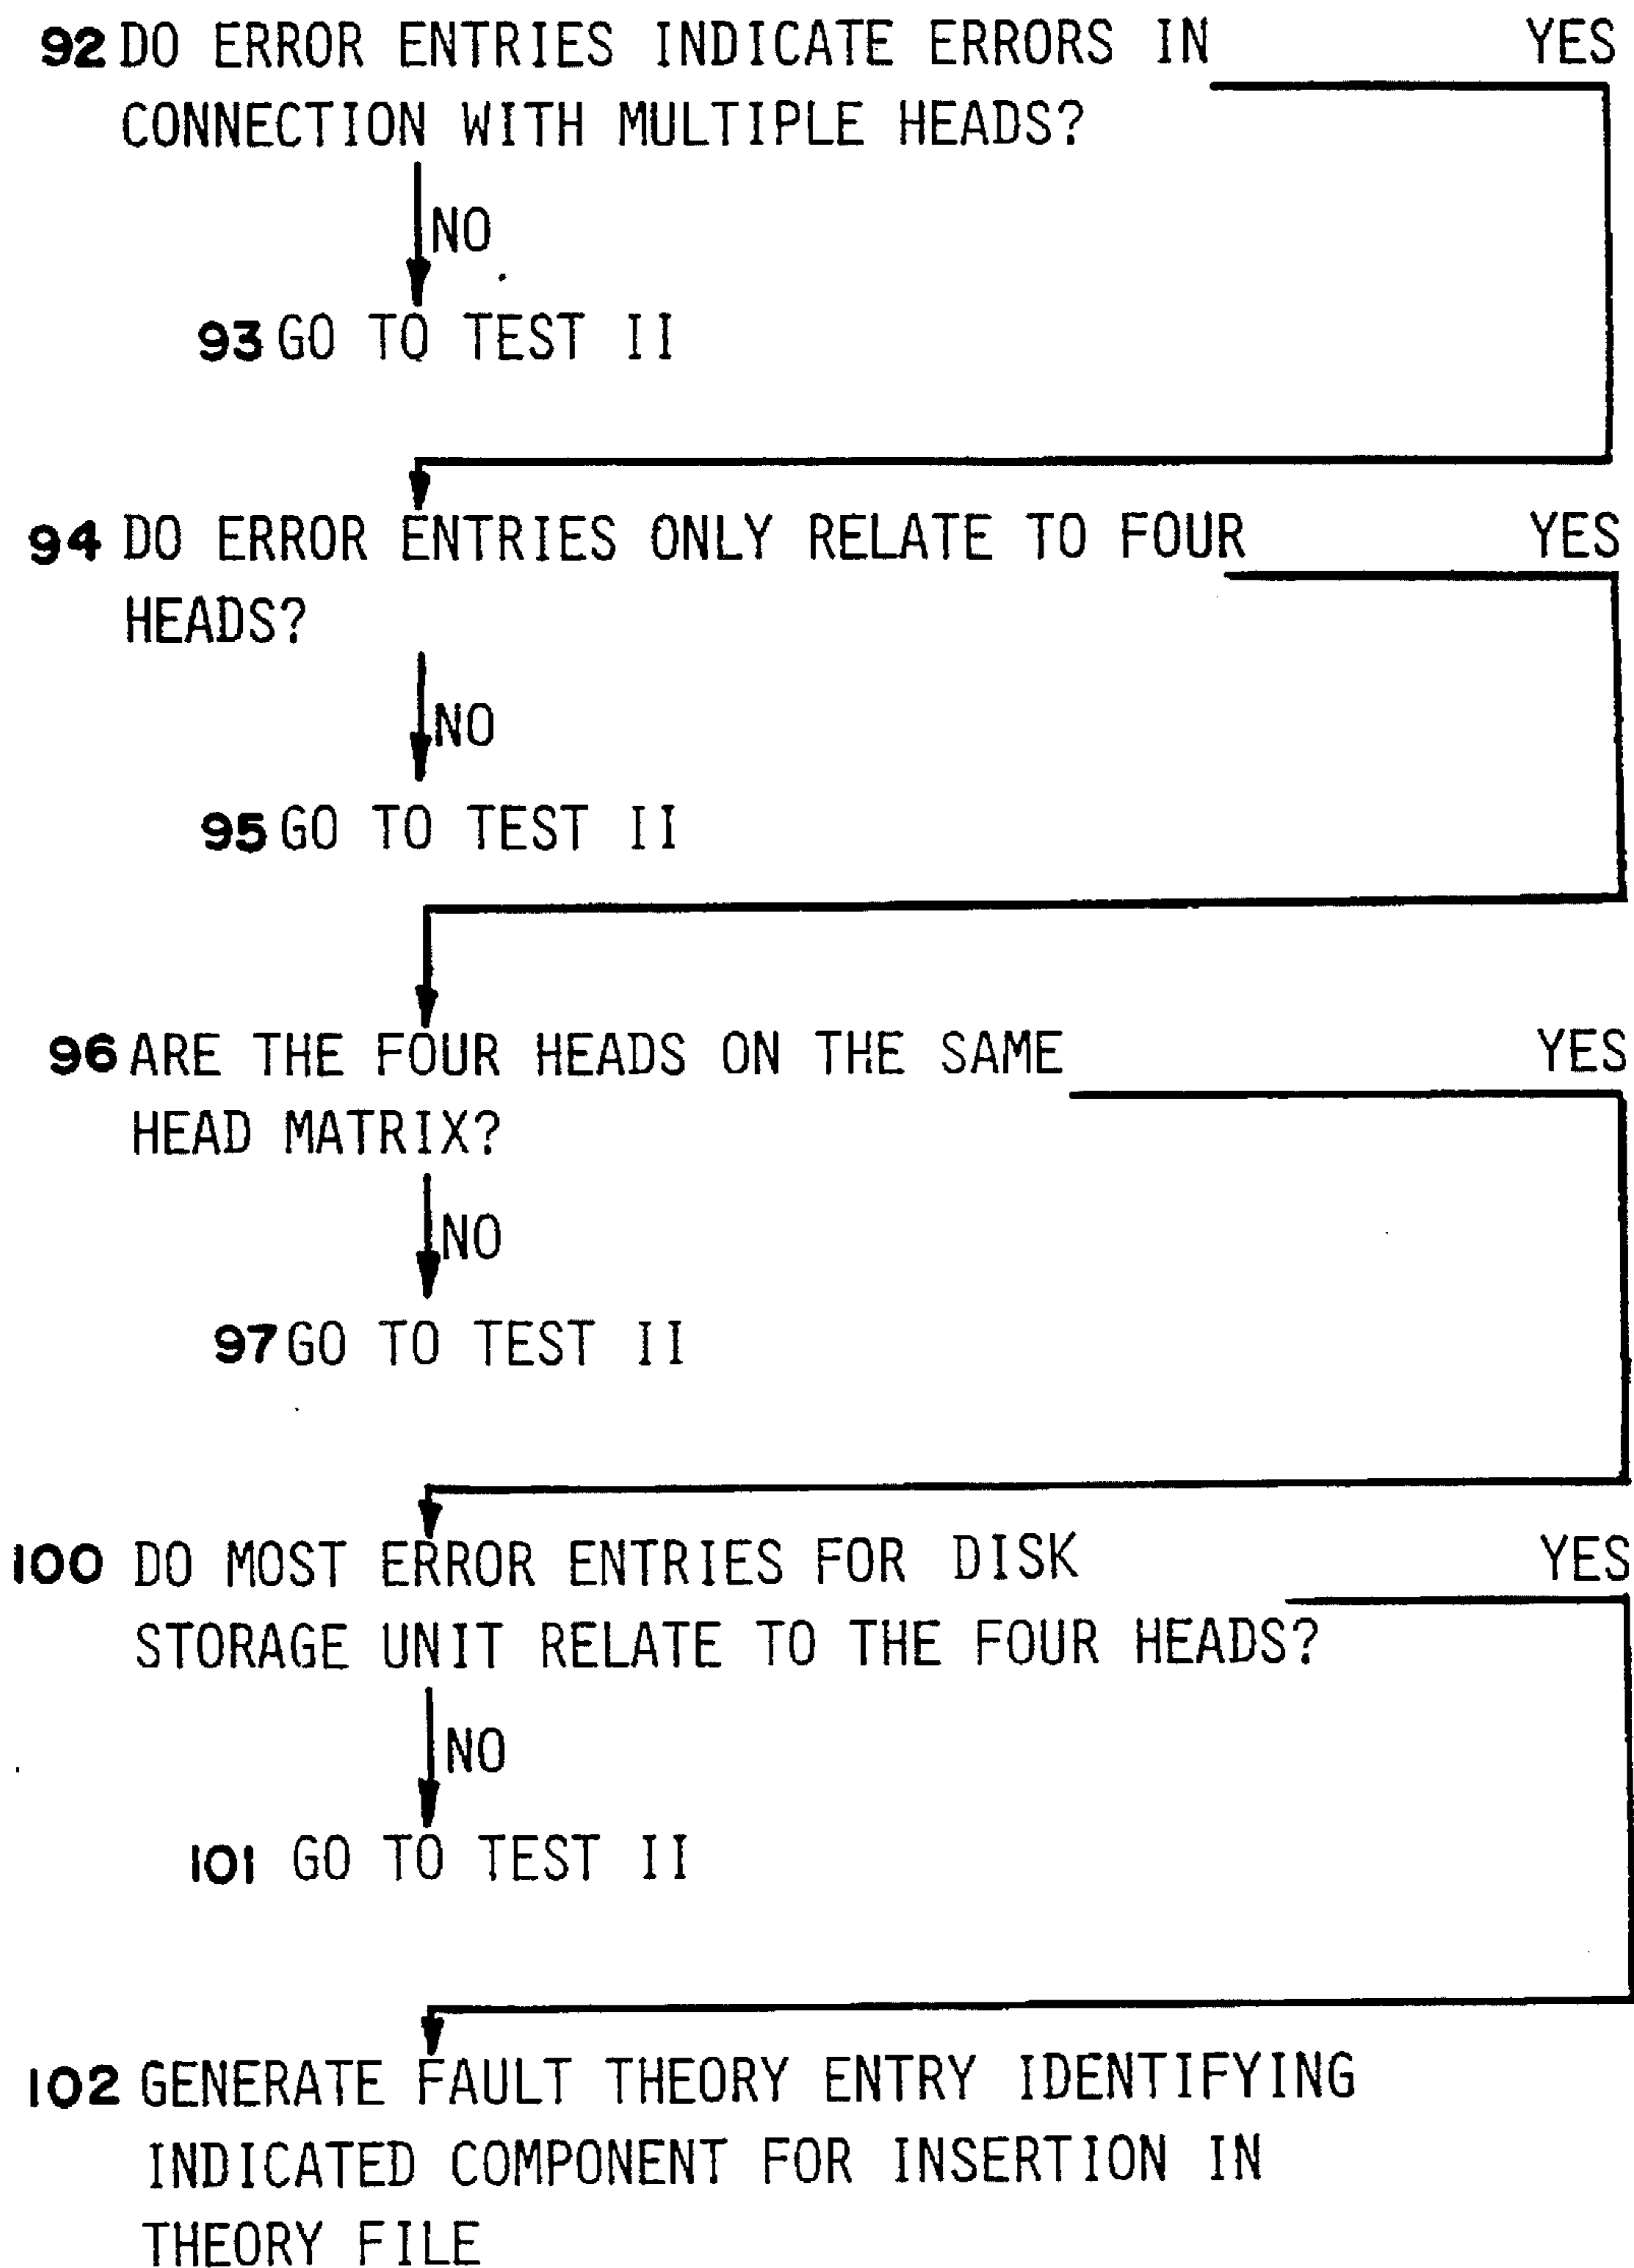 92 DO ERROR ENTRIES INDICATE ERRORS IN YES
CONNECTION WITH MULTIPLE HEADS?
NO
93 GO TO TEST II
94 DO ERROR ENTRIES ONLY RELATE TO FOUR YES
HEADS?
NO
95 GO TO TEST II
96 ARE THE FOUR HEADS ON THE SAME YES
HEAD MATRIX?
NO
97 GO TO TEST II
100 DO MOST ERROR ENTRIES FOR DISK YES
STORAGE UNIT RELATE TO THE FOUR HEADS?
NO
101 GO TO TEST II
102 GENERATE FAULT THEORY ENTRY IDENTIFYING
INDICATED COMPONENT FOR INSERTION IN
THEORY FILE